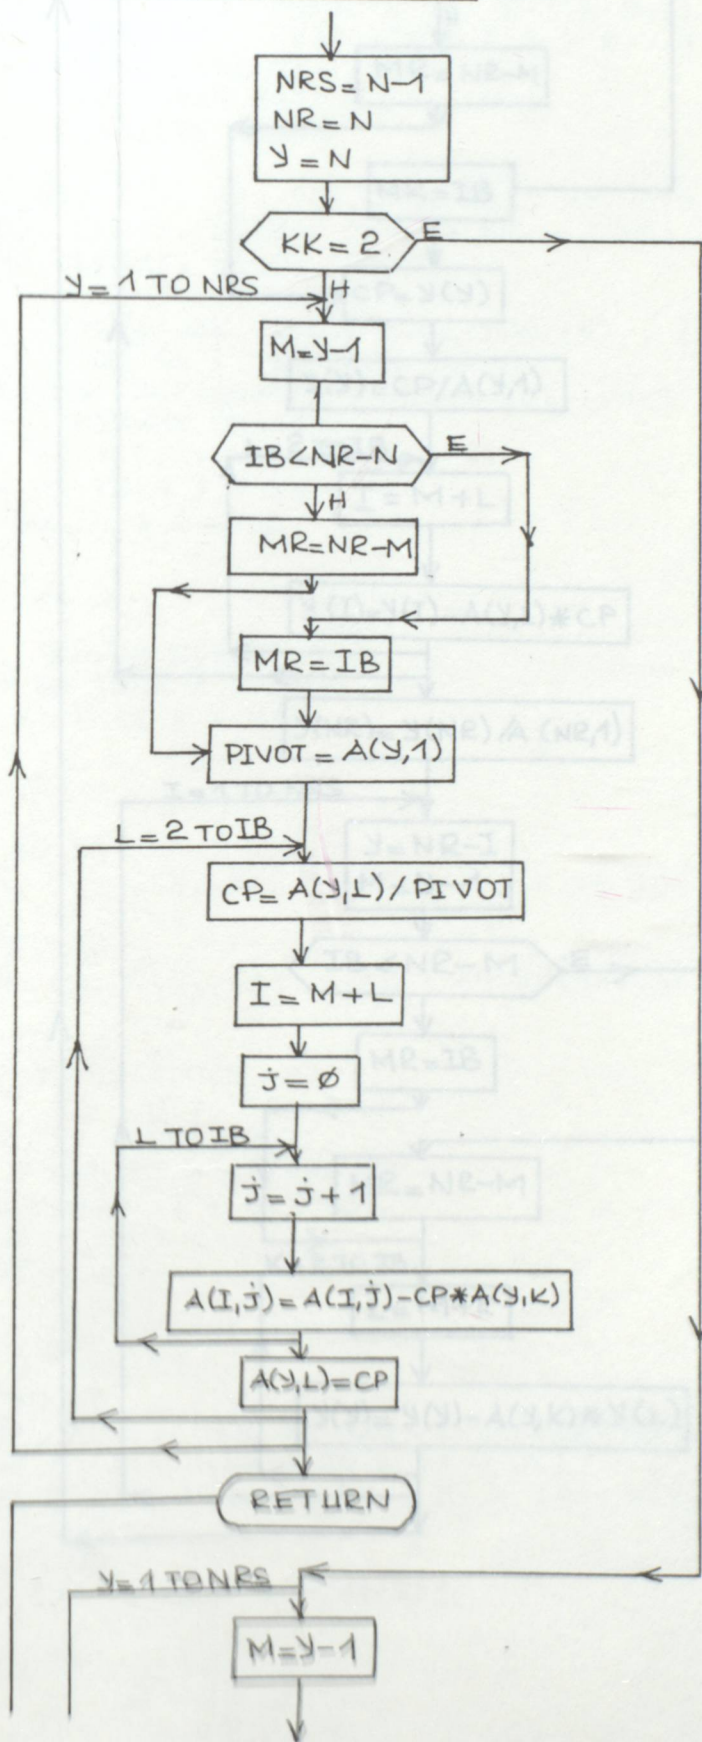 NRS=N-1
NR=N
Y=N
KK=2
E
Y=1 TO NRS
H
M=Y-1
IB<NR-N
E
H
MR=NR-M
MR=IB
PIVOT=A(Y,1)
L=2 TO IB
CP=A(Y,L)/PIVOT
I=M+L
j=Ø
L TO IB
j=j+1
A(I,j)=A(I,j)-CP*A(Y,K)
A(Y,L)=CP
RETURN
Y=1 TO NRS
M=Y-1